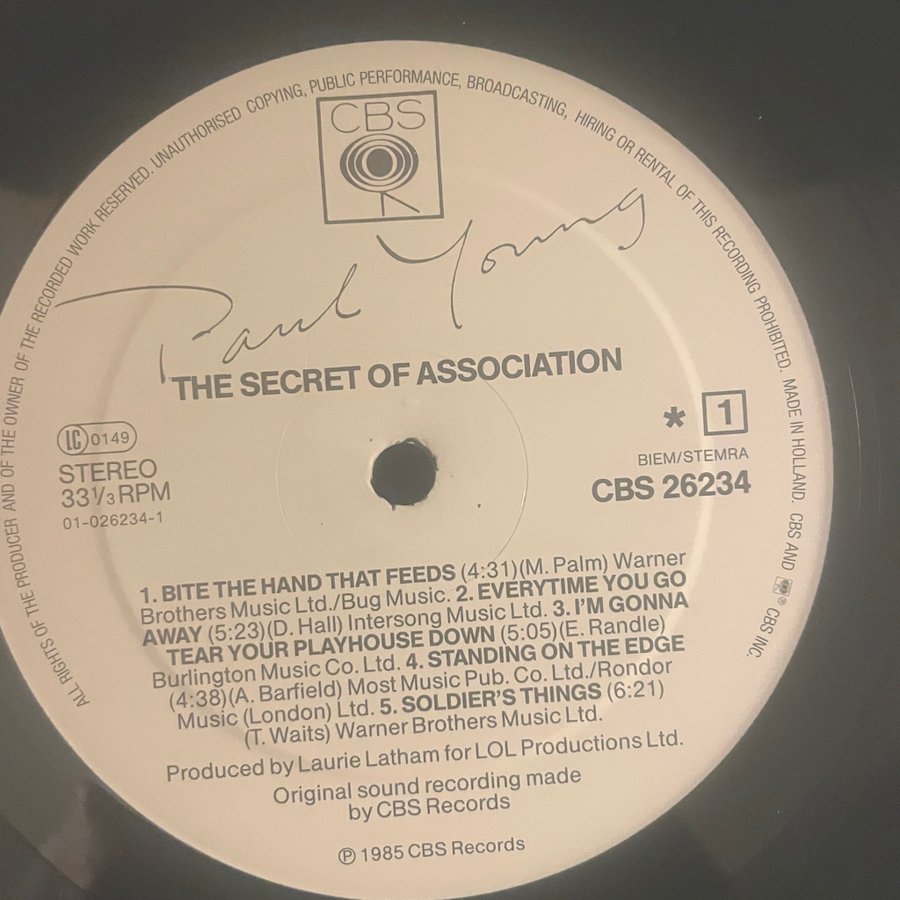 ALL RIGHTS OF THE PRODUCER AND OF THE OWNER OF THE RECORDED WORK RESERVED. UNAUTHORISED COPYING, PUBLIC PERFORMANCE, BROADCASTING, HIRING OR RENTAL OF THIS RECORDING PROHIBITED. MADE IN HOLLAND. CBS AND ® CBS INC.
CBS
Paul Young
THE SECRET OF ASSOCIATION
LC 0149
STEREO
33⅓ RPM
01-026234-1
* 1
BIEM/STEMRA
CBS 26234
1. BITE THE HAND THAT FEEDS (4:31)(M. Palm) Warner
Brothers Music Ltd./Bug Music. 2. EVERYTIME YOU GO
AWAY (5:23)(D. Hall) Intersong Music Ltd. 3. I'M GONNA
TEAR YOUR PLAYHOUSE DOWN (5:05)(E. Randle)
Burlington Music Co. Ltd. 4. STANDING ON THE EDGE
(4:38)(A. Barfield) Most Music Pub. Co. Ltd./Rondor
Music (London) Ltd. 5. SOLDIER'S THINGS (6:21)
(T. Waits) Warner Brothers Music Ltd.
Produced by Laurie Latham for LOL Productions Ltd.
Original sound recording made
by CBS Records
℗ 1985 CBS Records